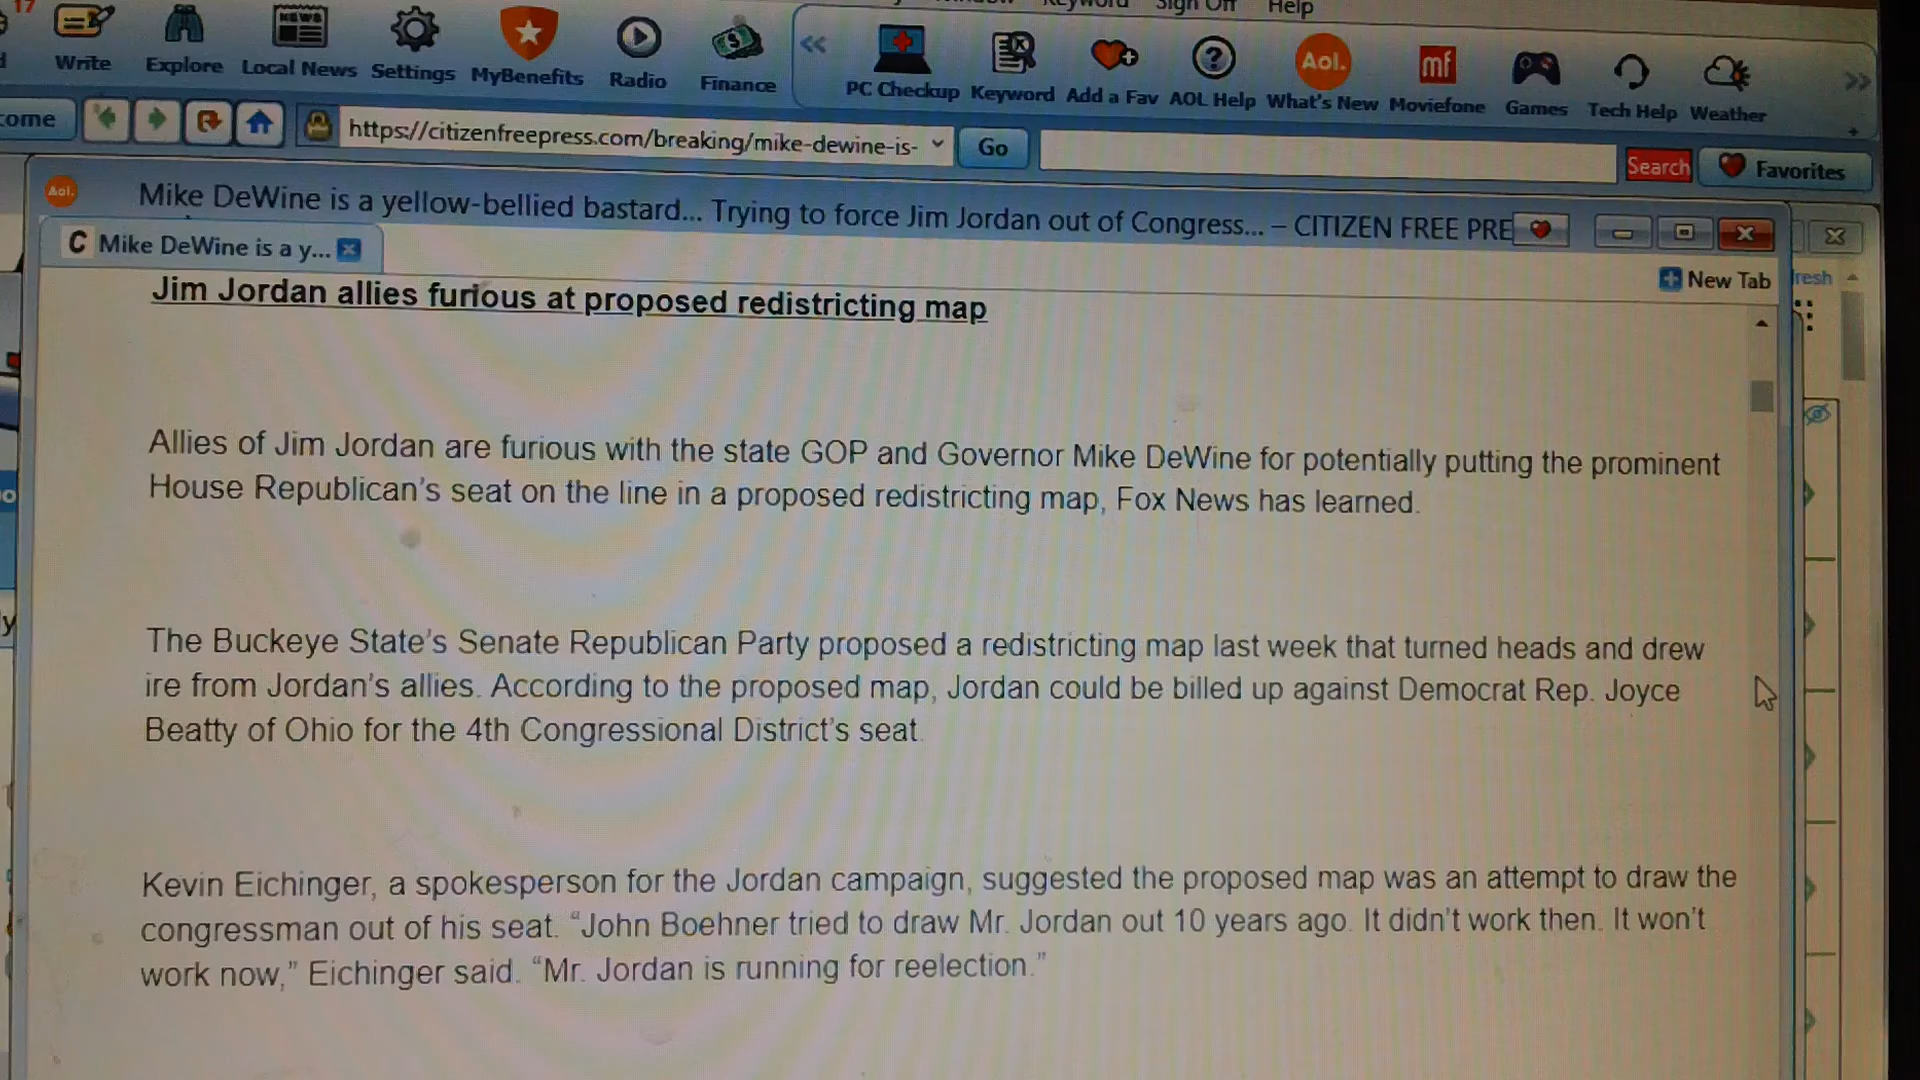 17
Sign Off Help
Write Explore Local News Settings MyBenefits Radio Finance PC Checkup Keyword Add a Fav AOL Help What's New Moviefone Games Tech Help Weather
NEWS
Aol.
mf
come https://citizenfreepress.com/breaking/mike-dewine-is- Go Search Favorites
Aol. Mike DeWine is a yellow-bellied bastard... Trying to force Jim Jordan out of Congress... – CITIZEN FREE PRE
C Mike DeWine is a y...
New Tab
resh
Jim Jordan allies furious at proposed redistricting map
Allies of Jim Jordan are furious with the state GOP and Governor Mike DeWine for potentially putting the prominent
House Republican's seat on the line in a proposed redistricting map, Fox News has learned.
The Buckeye State's Senate Republican Party proposed a redistricting map last week that turned heads and drew
ire from Jordan's allies. According to the proposed map, Jordan could be billed up against Democrat Rep. Joyce
Beatty of Ohio for the 4th Congressional District's seat.
Kevin Eichinger, a spokesperson for the Jordan campaign, suggested the proposed map was an attempt to draw the
congressman out of his seat. “John Boehner tried to draw Mr. Jordan out 10 years ago. It didn't work then. It won't
work now,” Eichinger said. “Mr. Jordan is running for reelection.”